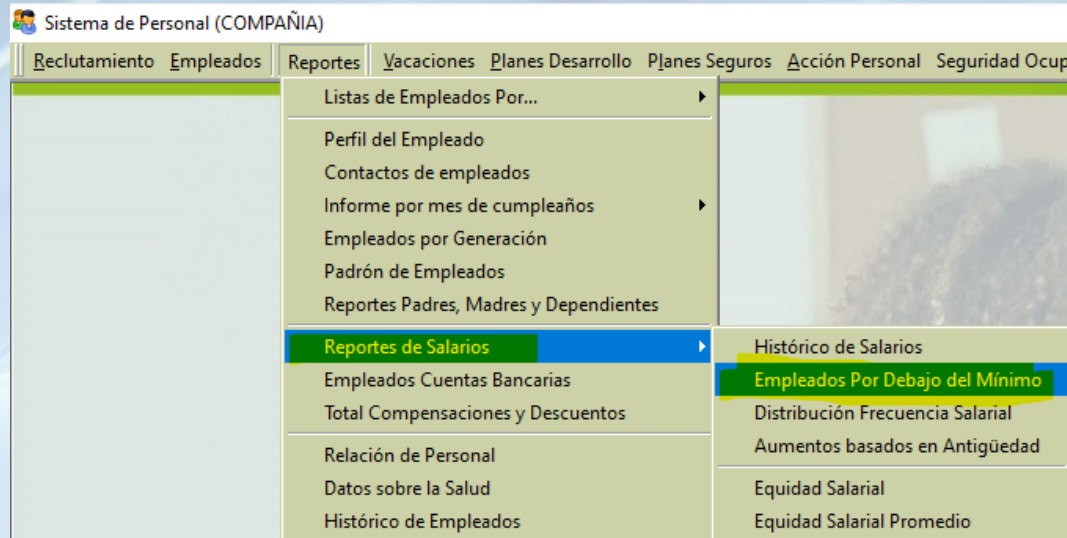 Sistema de Personal (COMPAÑIA)
Reclutamiento Empleados Reportes Vacaciones Planes Desarrollo Planes Seguros Acción Personal Seguridad Ocup
Listas de Empleados Por...
Perfil del Empleado
Contactos de empleados
Informe por mes de cumpleaños
Empleados por Generación
Padrón de Empleados
Reportes Padres, Madres y Dependientes
Reportes de Salarios
Empleados Cuentas Bancarias
Total Compensaciones y Descuentos
Relación de Personal
Datos sobre la Salud
Histórico de Empleados
Histórico de Salarios
Empleados Por Debajo del Mínimo
Distribución Frecuencia Salarial
Aumentos basados en Antigüedad
Equidad Salarial
Equidad Salarial Promedio